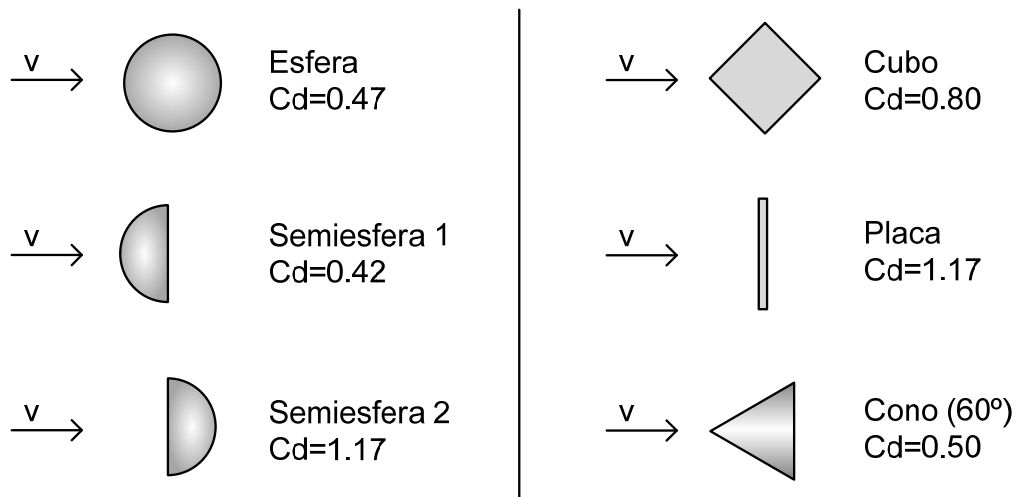 v
Esfera
Cd=0.47
v
Semiesfera 1
Cd=0.42
v
Semiesfera 2
Cd=1.17
v
Cubo
Cd=0.80
v
Placa
Cd=1.17
v
Cono (60º)
Cd=0.50